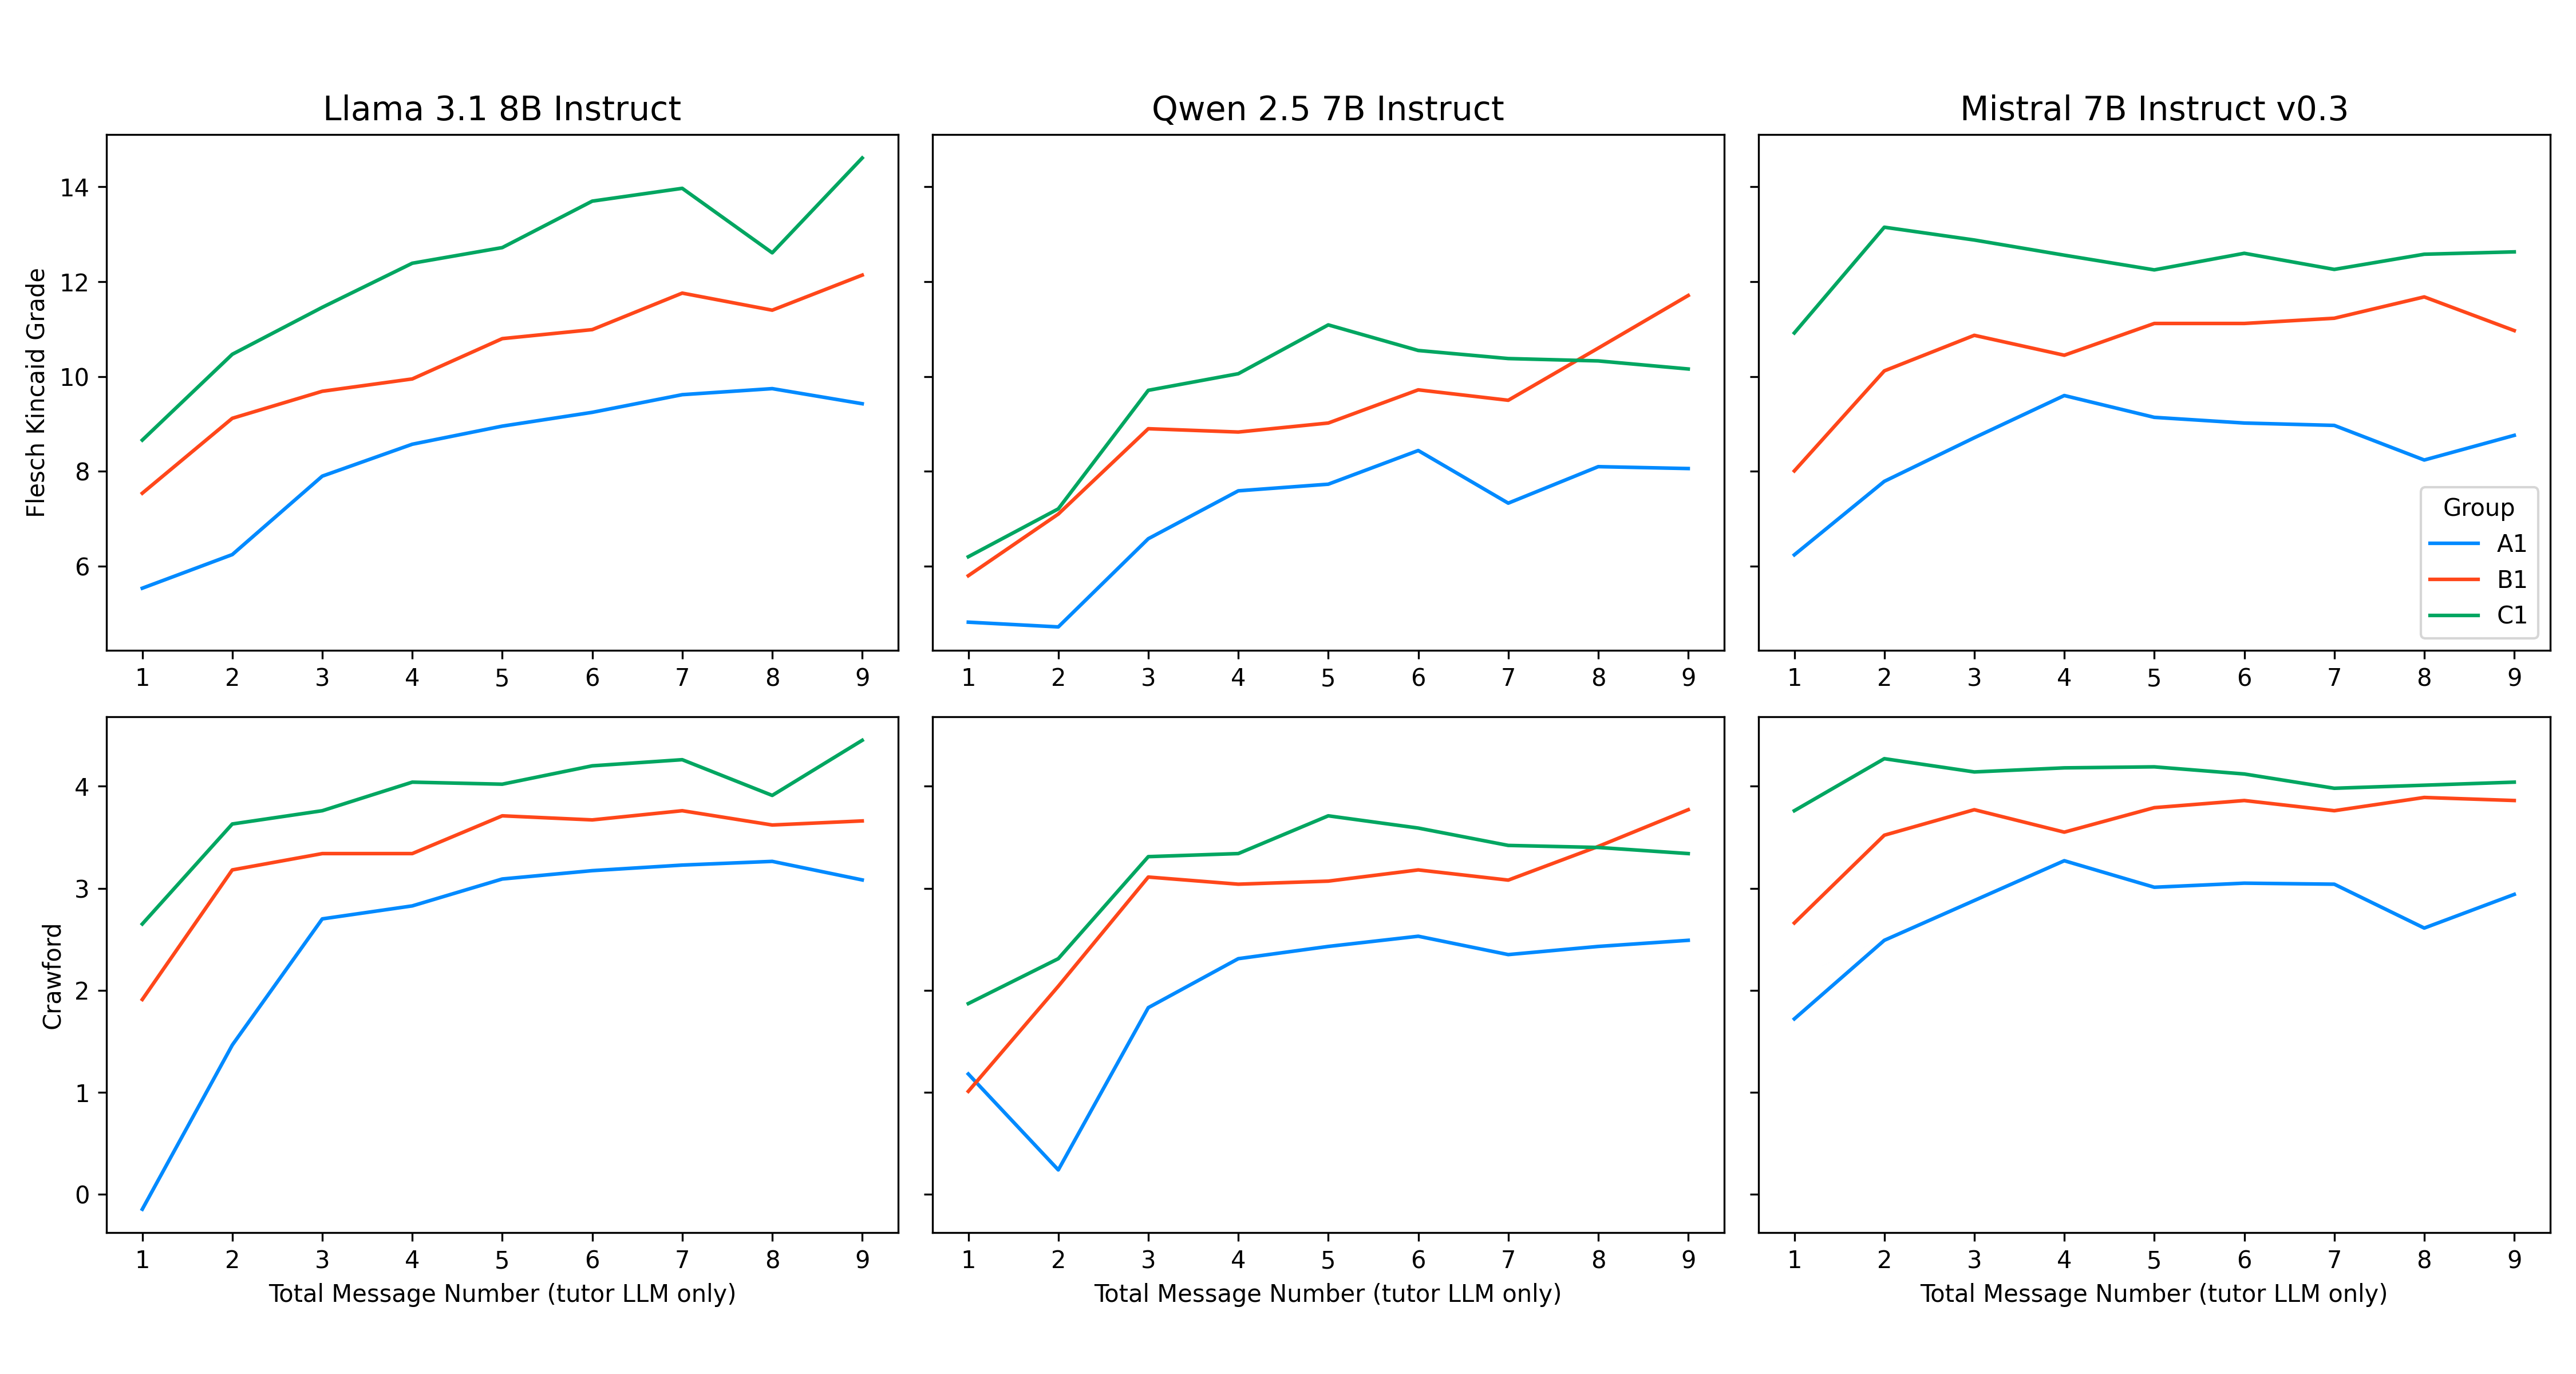 Llama 3.1 8B Instruct
Qwen 2.5 7B Instruct
Mistral 7B Instruct v0.3
Flesch Kincaid Grade
14
12
10
8
6
1 2 3 4 5 6 7 8 9
1 2 3 4 5 6 7 8 9
1 2 3 4 5 6 7 8 9
Group
A1
B1
C1
Crawford
4
3
2
1
0
1 2 3 4 5 6 7 8 9
1 2 3 4 5 6 7 8 9
1 2 3 4 5 6 7 8 9
Total Message Number (tutor LLM only)
Total Message Number (tutor LLM only)
Total Message Number (tutor LLM only)